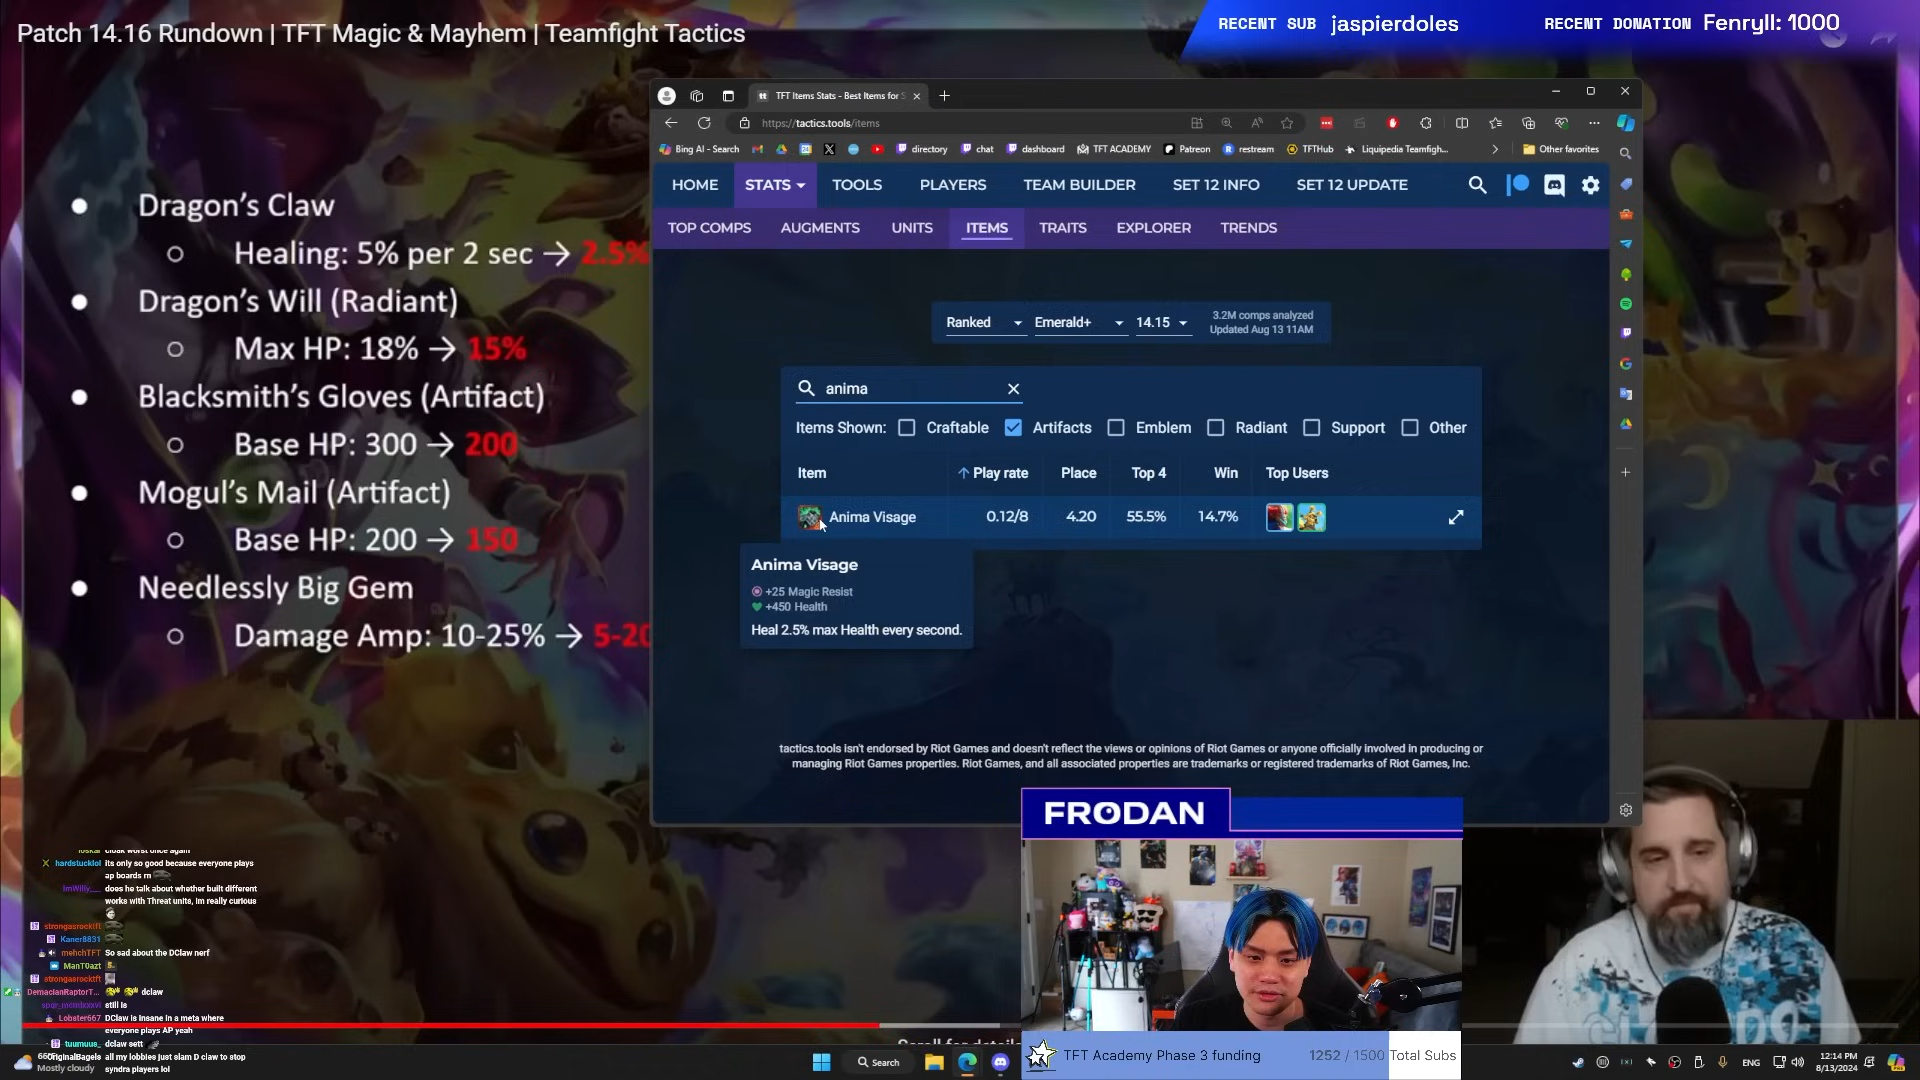 Patch 14.16 Rundown | TFT Magic & Mayhem | Teamfight Tactics
RECENT SUB jaspierdoles
RECENT DONATION Fenryll: 1000
Dragon's Claw
Healing: 5% per 2 sec → 2.5%
Dragon's Will (Radiant)
Max HP: 18% → 15%
Blacksmith's Gloves (Artifact)
Base HP: 300 → 200
Mogul's Mail (Artifact)
Base HP: 200 → 150
Needlessly Big Gem
Damage Amp: 10-25% → 5-20
TFT Items Stats - Best Items for S
https://tactics.tools/items
Bing AI - Search
directory
chat
dashboard
TFT ACADEMY
Patreon
restream
TFTHub
Liquipedia Teamfigh...
Other favorites
HOME
STATS
TOOLS
PLAYERS
TEAM BUILDER
SET 12 INFO
SET 12 UPDATE
TOP COMPS
AUGMENTS
UNITS
ITEMS
TRAITS
EXPLORER
TRENDS
Ranked
Emerald+
14.15
3.2M comps analyzed
Updated Aug 13 11AM
anima
Items Shown:
Craftable
Artifacts
Emblem
Radiant
Support
Other
Item
Play rate
Place
Top 4
Win
Top Users
Anima Visage
0.12/8
4.20
55.5%
14.7%
Anima Visage
+25 Magic Resist
+450 Health
Heal 2.5% max Health every second.
tactics.tools isn't endorsed by Riot Games and doesn't reflect the views or opinions of Riot Games or anyone officially involved in producing or
managing Riot Games properties. Riot Games, and all associated properties are trademarks or registered trademarks of Riot Games, Inc.
FRODAN
cloak worst once again
hardstucklol its only so good because everyone plays
ap boards rn
ImWilly__ does he talk about whether built different
works with Threat units, im really curious
strongasrocktft
Kaner8831
mehchTFT So sad about the DClaw nerf
ManT0azt
strongasrocktft
DemacianRaptorT... dclaw
still is
Lobster667 DClaw is insane in a meta where
everyone plays AP yeah
tuumuus_ dclaw sett
OriginalBagels all my lobbies just slam D claw to stop
syndra players lol
Mostly cloudy
Search
TFT Academy Phase 3 funding
1252 / 1500 Total Subs
ENG
12:14 PM
8/13/2024